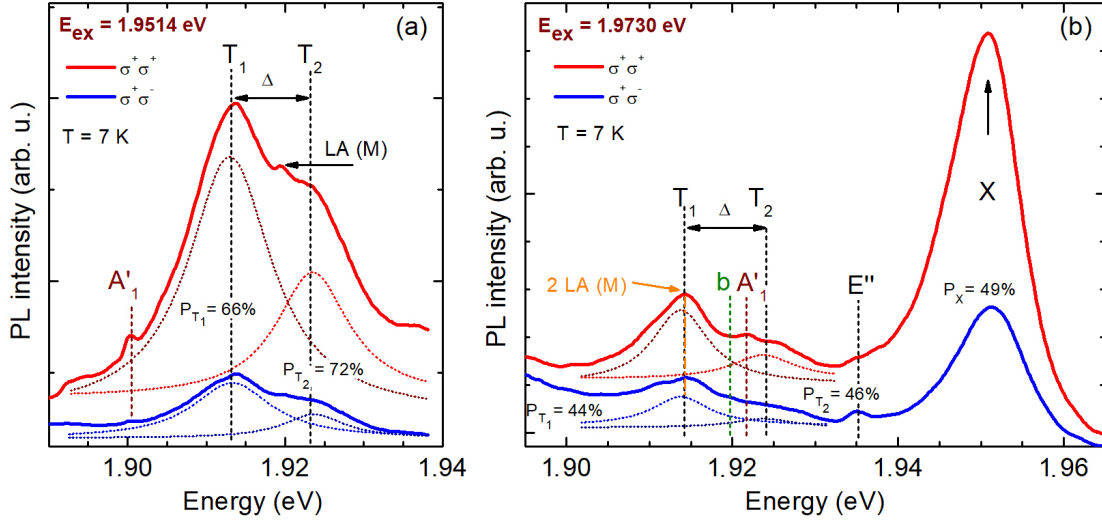 E_ex = 1.9514 eV
(a)
σ⁺ σ⁺
σ⁺ σ⁻
T = 7 K
T₁
T₂
Δ
LA (M)
A'₁
P_T₁ = 66%
P_T₂ = 72%
PL intensity (arb. u.)
1.90
1.92
1.94
Energy (eV)
E_ex = 1.9730 eV
(b)
σ⁺ σ⁺
σ⁺ σ⁻
T = 7 K
T₁
T₂
Δ
X
2 LA (M)
b
A'₁
E''
P_X = 49%
P_T₁ = 44%
P_T₂ = 46%
PL intensity (arb. u.)
1.90
1.92
1.94
1.96
Energy (eV)